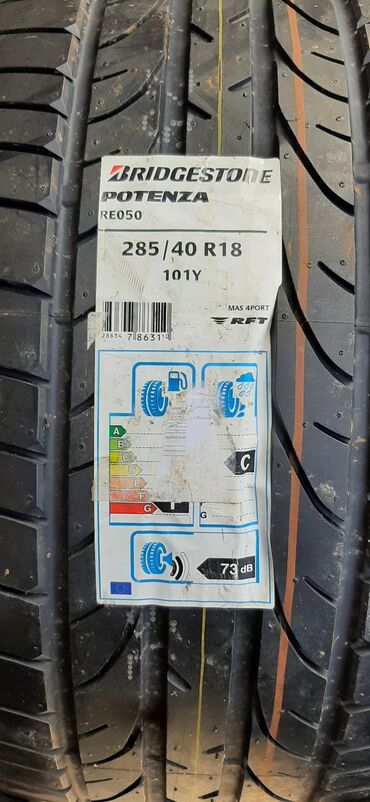 BRIDGESTONE
POTENZA
RE050
285/40 R18
101Y
MAS 4PORT
RFT
A
B
C
D
E
F
G
C
G
73 dB